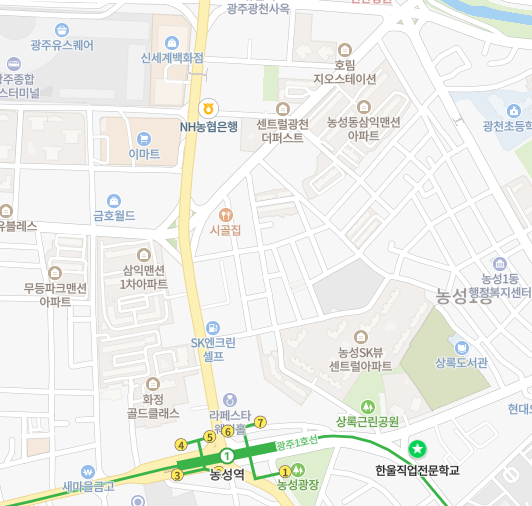 광주광천사옥
광주유스퀘어
신세계백화점
호림
지오스테이션
광주종합
스터미널
NH농협은행
센트럴광천
더퍼스트
농성동삼익맨션
아파트
광천초등학
이마트
금호월드
시골집
유블레스
삼익맨션
1차아파트
무등파크맨션
아파트
농성1동
행정복지센터
농성1동
SK엔크린
셀프
농성SK뷰
센트럴아파트
상록도서관
화정
골드클래스
라페스타
상록근린공원
현대오
7
6
5
4
3
1
1
광주1호선
농성역
한울직업전문학교
새마을금고
농성광장